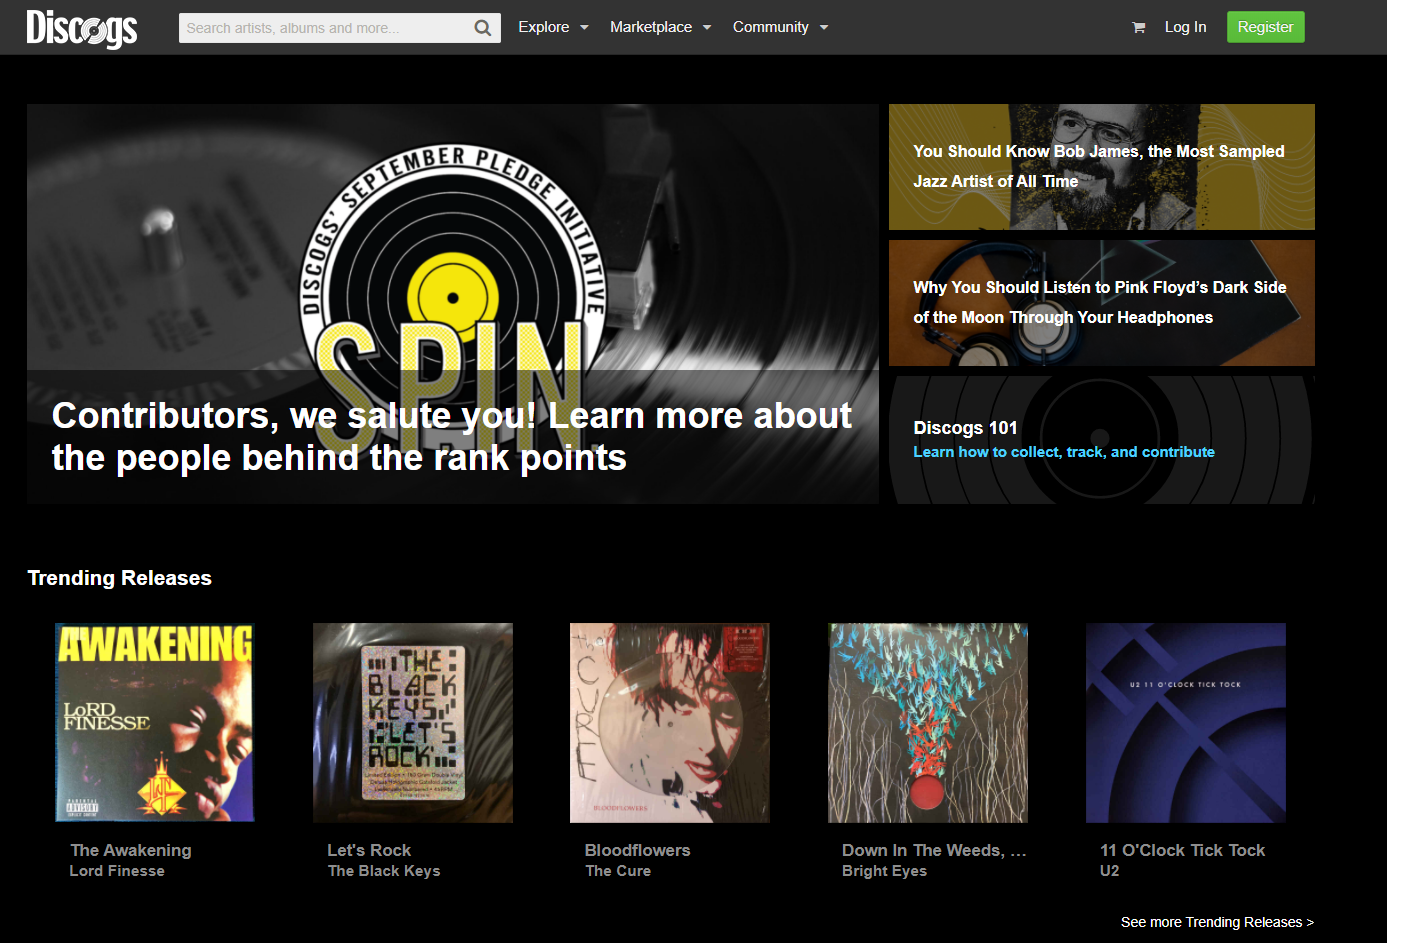 Discogs
Search artists, albums and more...
Explore
Marketplace
Community
Log In
Register
DISCOGS' SEPTEMBER PLEDGE INITIATIVE
SPIN.
Contributors, we salute you! Learn more about
the people behind the rank points
You Should Know Bob James, the Most Sampled
Jazz Artist of All Time
Why You Should Listen to Pink Floyd’s Dark Side
of the Moon Through Your Headphones
Discogs 101
Learn how to collect, track, and contribute
Trending Releases
AWAKENING
LORD
FINESSE
PARENTAL
ADVISORY
EXPLICIT CONTENT
THE
BLACK
KEYS
LET'S
ROCK
THE CURE
BLOODFLOWERS
U2 11 O'CLOCK TICK TOCK
The Awakening
Lord Finesse
Let's Rock
The Black Keys
Bloodflowers
The Cure
Down In The Weeds, ...
Bright Eyes
11 O'Clock Tick Tock
U2
See more Trending Releases >